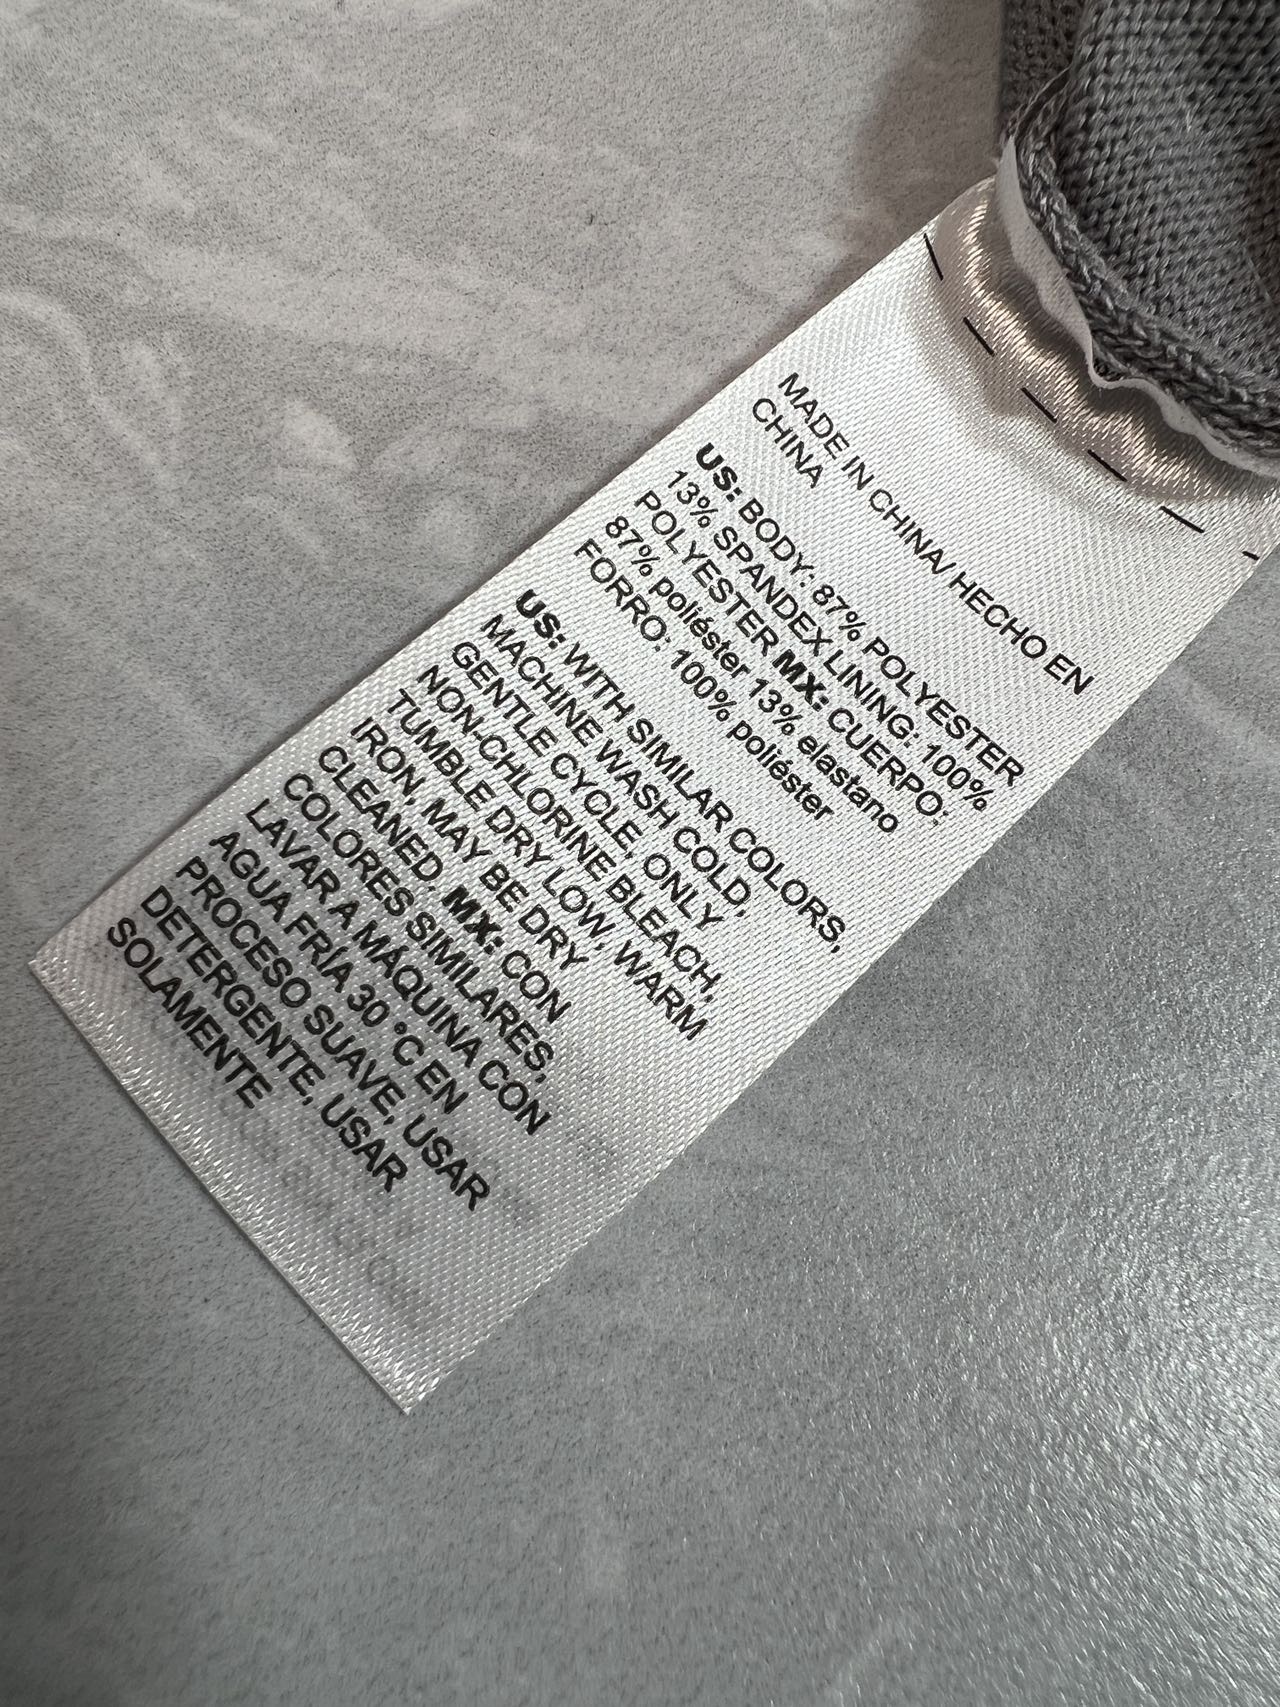 MADE IN CHINA/ HECHO EN
CHINA
US: BODY: 87% POLYESTER
13% SPANDEX LINING: 100%
POLYESTER MX: CUERPO:
87% poliéster 13% elastano
FORRO: 100% poliéster
US: WITH SIMILAR COLORS,
MACHINE WASH COLD,
GENTLE CYCLE, ONLY
NON-CHLORINE BLEACH,
TUMBLE DRY LOW, WARM
IRON, MAY BE DRY
CLEANED, MX: CON
COLORES SIMILARES,
LAVAR A MÁQUINA CON
AGUA FRÍA 30 °C EN
PROCESO SUAVE, USAR
DETERGENTE, USAR
SOLAMENTE